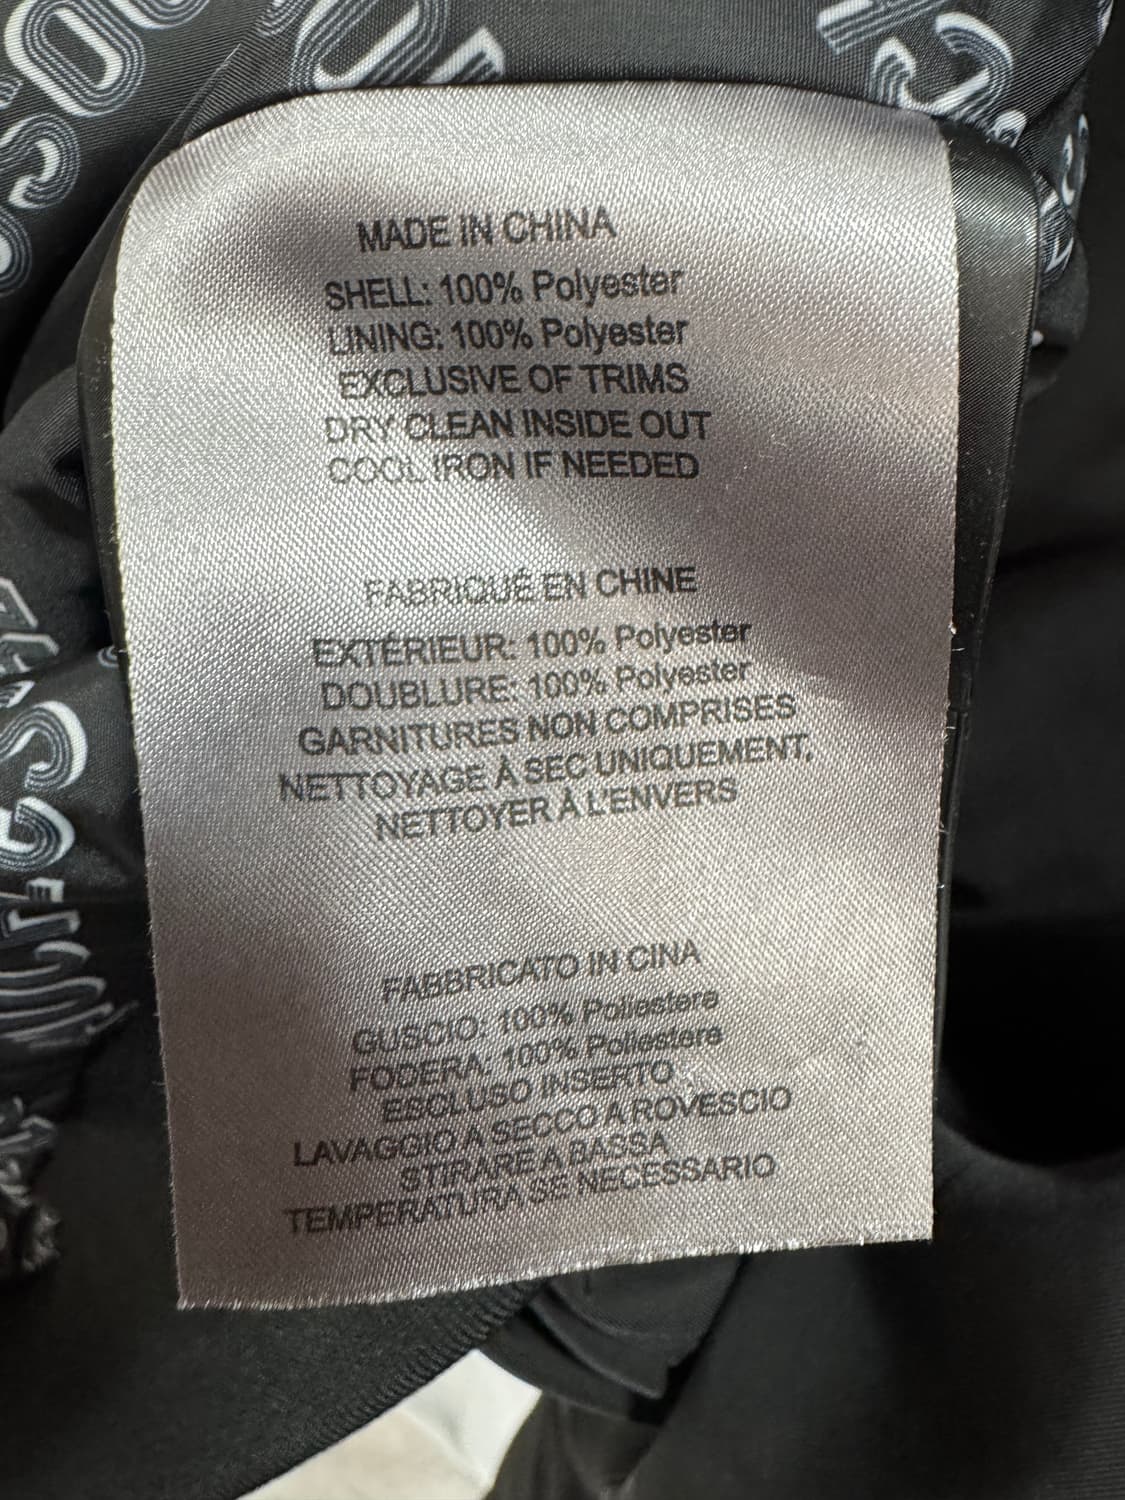 MADE IN CHINA
SHELL: 100% Polyester
LINING: 100% Polyester
EXCLUSIVE OF TRIMS
DRY CLEAN INSIDE OUT
COOL IRON IF NEEDED
FABRIQUÉ EN CHINE
EXTÉRIEUR: 100% Polyester
DOUBLURE: 100% Polyester
GARNITURES NON COMPRISES
NETTOYAGE À SEC UNIQUEMENT,
NETTOYER À L'ENVERS
FABBRICATO IN CINA
GUSCIO: 100% Poliestere
FODERA: 100% Poliestere
ESCLUSO INSERTO
LAVAGGIO A SECCO A ROVESCIO
STIRARE A BASSA
TEMPERATURA SE NECESSARIO